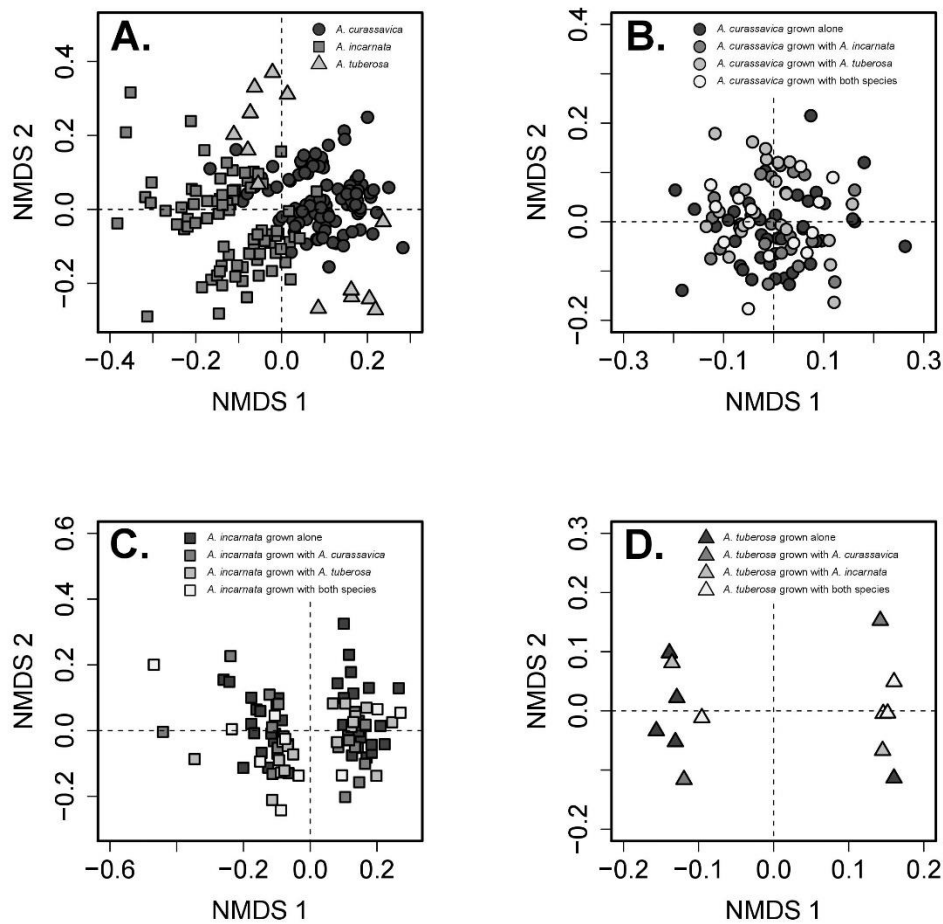 A.
A. curassavica
A. incarnata
A. tuberosa
NMDS 2
0.4
0.2
0.0
−0.2
−0.4 −0.2 0.0 0.2
NMDS 1
B.
A. curassavica grown alone
A. curassavica grown with A. incarnata
A. curassavica grown with A. tuberosa
A. curassavica grown with both species
NMDS 2
0.4
0.2
0.0
−0.2
−0.3 −0.1 0.1 0.3
NMDS 1
C.
A. incarnata grown alone
A. incarnata grown with A. curassavica
A. incarnata grown with A. tuberosa
A. incarnata grown with both species
NMDS 2
0.6
0.4
0.2
0.0
−0.2
−0.6 −0.2 0.0 0.2
NMDS 1
D.
A. tuberosa grown alone
A. tuberosa grown with A. curassavica
A. tuberosa grown with A. incarnata
A. tuberosa grown with both species
NMDS 2
0.3
0.1
0.0
−0.2
−0.2 −0.1 0.0 0.1 0.2
NMDS 1